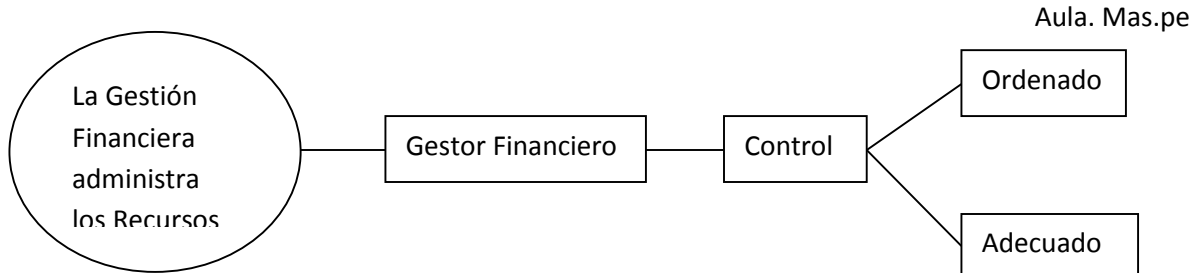 Aula. Mas.pe
La Gestión
Financiera
administra
los Recursos
Gestor Financiero
Control
Ordenado
Adecuado